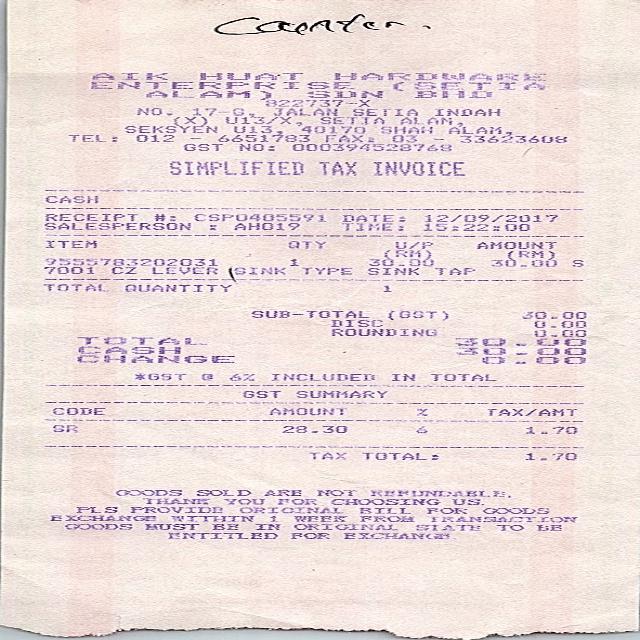 Counter.
AIK HUAT HARDWARE
ENTERPRISE (SETIA
ALAM) SDN BHD
822737-X
NO. 17-G, JALAN SETIA INDAH
(X) U13/X, SETIA ALAM,
SEKSYEN U13, 40170 SHAH ALAM,
TEL: 012 - 6651783 FAX: 03 - 33623608
GST NO: 000394528768
SIMPLIFIED TAX INVOICE
CASH
RECEIPT #: CSP0405591 DATE: 12/09/2017
SALESPERSON : AH019 TIME: 15:22:00
ITEM QTY U/P AMOUNT
(RM) (RM)
9555783202031 1 30.00 30.00 S
7001 CZ LEVER SINK TYPE SINK TAP
TOTAL QUANTITY 1
SUB-TOTAL (GST) 30.00
DISC 0.00
ROUNDING 0.00
TOTAL 30.00
CASH 30.00
CHANGE 0.00
*GST @ 6% INCLUDED IN TOTAL
GST SUMMARY
CODE AMOUNT % TAX/AMT
SR 28.30 6 1.70
TAX TOTAL: 1.70
GOODS SOLD ARE NOT REFUNDABLE.
THANK YOU FOR CHOOSING US.
PLS PROVIDE ORIGINAL BILL FOR GOODS
EXCHANGE WITHIN 1 WEEK FROM TRANSACTION
GOODS MUST BE IN ORIGINAL STATE TO BE
ENTITLED FOR EXCHANGE.